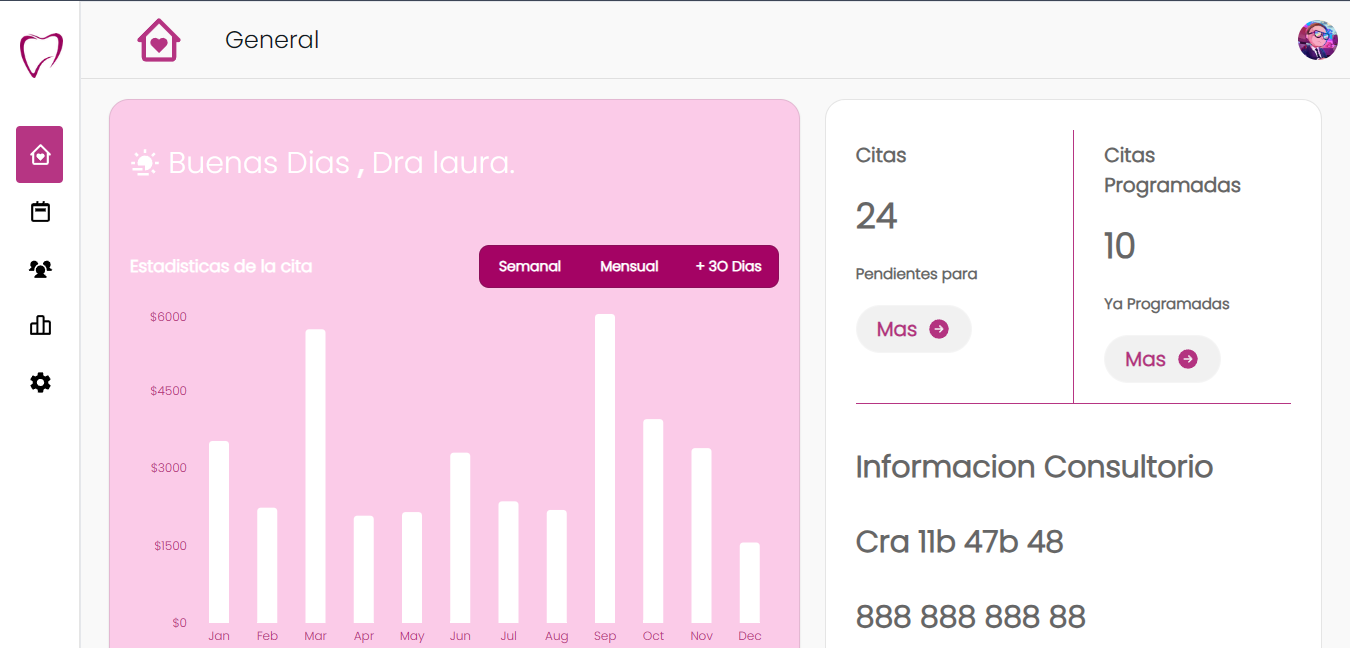 General
Buenas Dias , Dra laura.
Estadisticas de la cita
Semanal
Mensual
+ 30 Dias
$6000
$4500
$3000
$1500
$0
Jan
Feb
Mar
Apr
May
Jun
Jul
Aug
Sep
Oct
Nov
Dec
Citas
24
Pendientes para
Mas
Citas
Programadas
10
Ya Programadas
Mas
Informacion Consultorio
Cra 11b 47b 48
888 888 888 88